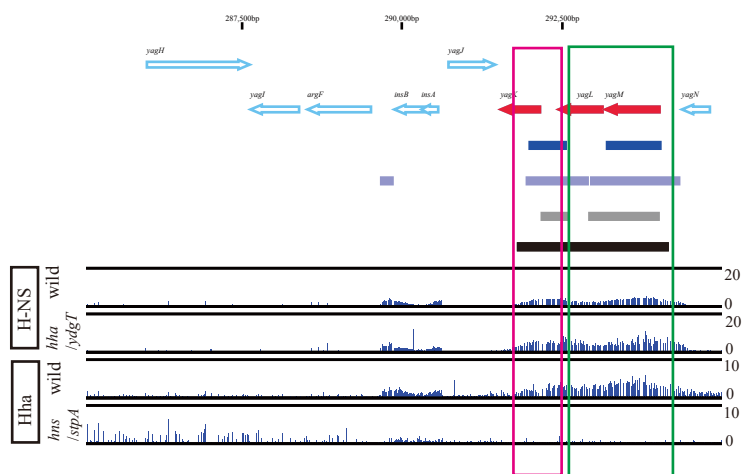 287,500bp 290,000bp 292,500bp
yagH yagJ
yagI argF insB insA yagK yagL yagM yagN
H-NS
wild
20
0
hha
/ydgT
20
0
Hha
wild
10
0
hns
/stpA
10
0